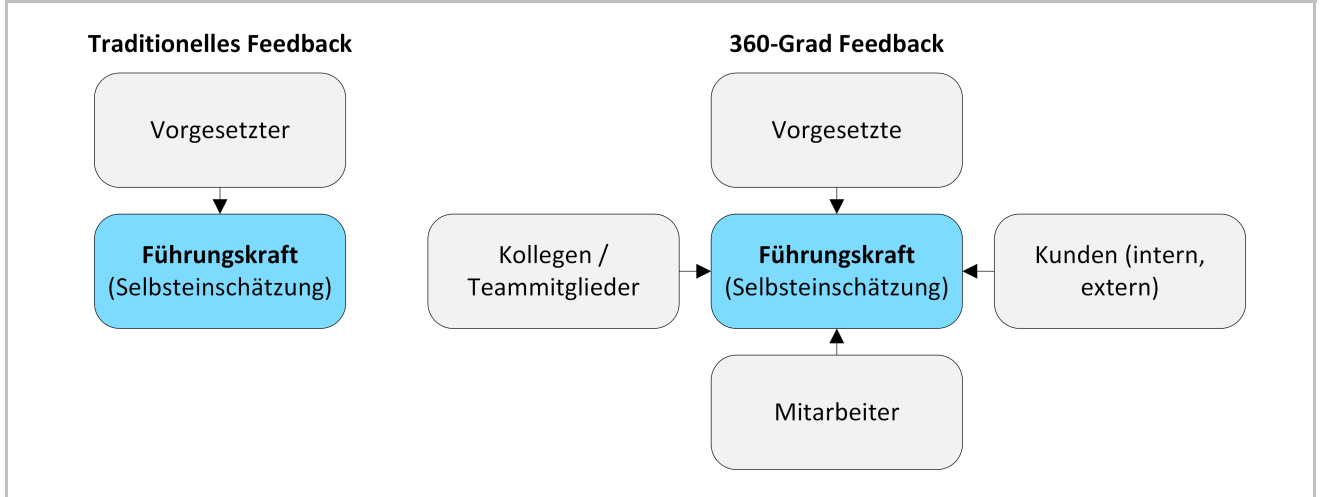 Traditionelles Feedback
Vorgesetzter
Führungskraft
(Selbsteinschätzung)
360-Grad Feedback
Vorgesetzte
Kollegen /
Teammitglieder
Führungskraft
(Selbsteinschätzung)
Kunden (intern,
extern)
Mitarbeiter